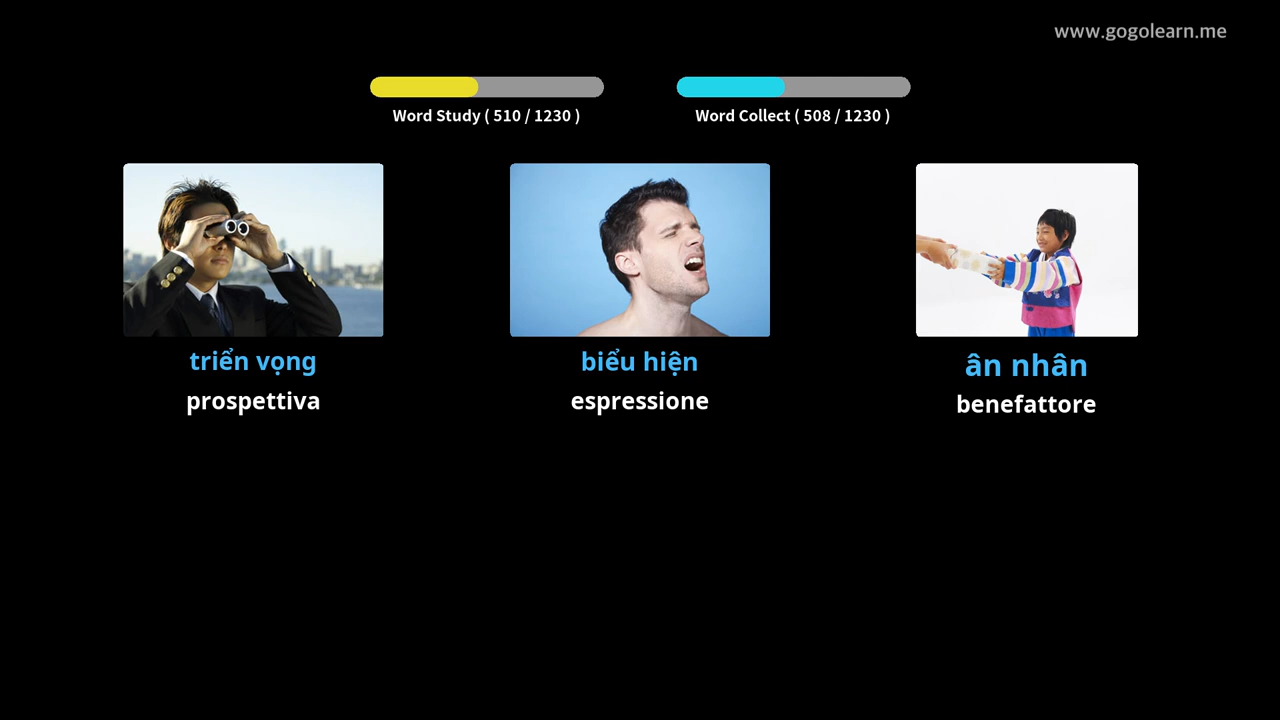 www.gogolearn.me
Word Study ( 510 / 1230 )
Word Collect ( 508 / 1230 )
triển vọng
prospettiva
biểu hiện
espressione
ân nhân
benefattore